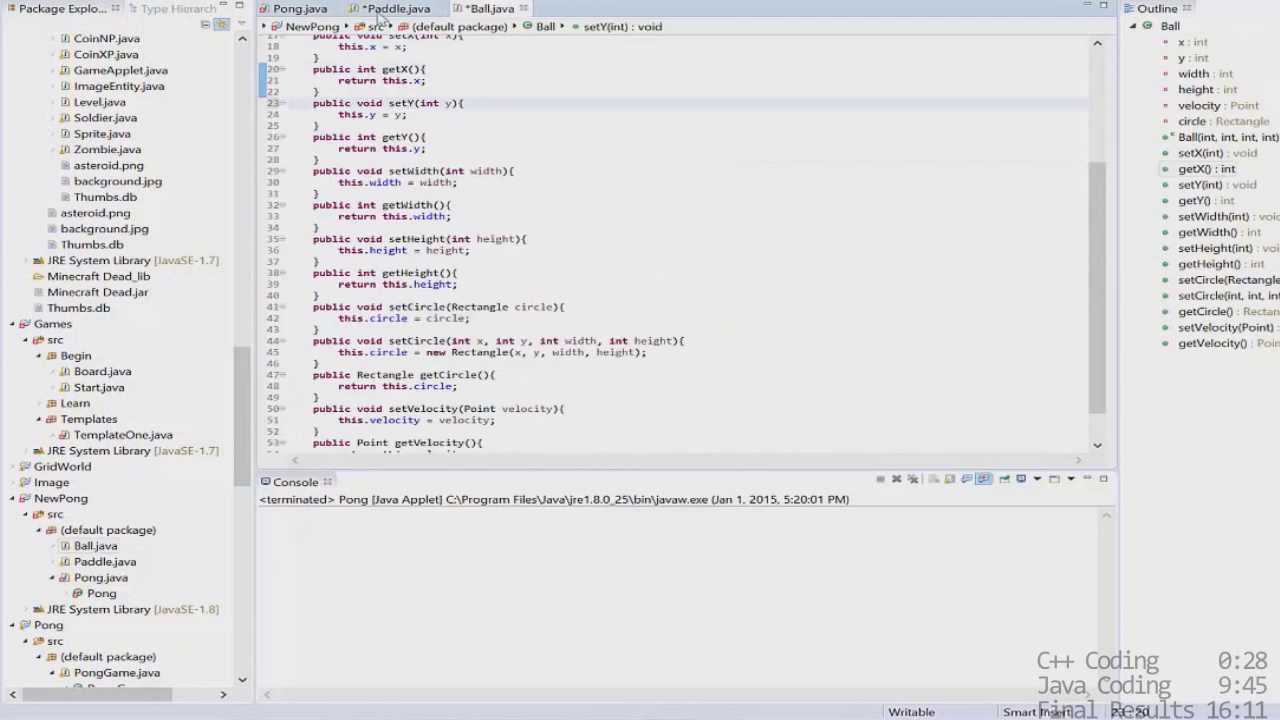 Package Explo...
Type Hierarch
Pong.java
*Paddle.java
*Ball.java
Outline
NewPong
src
(default package)
Ball
setY(int) : void
CoinNP.java
CoinXP.java
GameApplet.java
ImageEntity.java
Level.java
Soldier.java
Sprite.java
Zombie.java
asteroid.png
background.jpg
Thumbs.db
asteroid.png
background.jpg
Thumbs.db
JRE System Library [JavaSE-1.7]
Minecraft Dead_lib
Minecraft Dead.jar
Thumbs.db
Games
src
Begin
Board.java
Start.java
Learn
Templates
TemplateOne.java
JRE System Library [JavaSE-1.7]
GridWorld
Image
NewPong
src
(default package)
Ball.java
Paddle.java
Pong.java
Pong
JRE System Library [JavaSE-1.8]
Pong
src
(default package)
PongGame.java
17 public void setX(int x){
18 this.x = x;
19 }
20 public int getX(){
21 return this.x;
22 }
23 public void setY(int y){
24 this.y = y;
25 }
26 public int getY(){
27 return this.y;
28 }
29 public void setWidth(int width){
30 this.width = width;
31 }
32 public int getWidth(){
33 return this.width;
34 }
35 public void setHeight(int height){
36 this.height = height;
37 }
38 public int getHeight(){
39 return this.height;
40 }
41 public void setCircle(Rectangle circle){
42 this.circle = circle;
43 }
44 public void setCircle(int x, int y, int width, int height){
45 this.circle = new Rectangle(x, y, width, height);
46 }
47 public Rectangle getCircle(){
48 return this.circle;
49 }
50 public void setVelocity(Point velocity){
51 this.velocity = velocity;
52 }
53 public Point getVelocity(){
Console
<terminated> Pong [Java Applet] C:\Program Files\Java\jre1.8.0_25\bin\javaw.exe (Jan 1, 2015, 5:20:01 PM)
Ball
x : int
y : int
width : int
height : int
velocity : Point
circle : Rectangle
Ball(int, int, int, int)
setX(int) : void
getX() : int
setY(int) : void
getY() : int
setWidth(int) : void
getWidth() : int
setHeight(int) : void
getHeight() : int
setCircle(Rectangle
setCircle(int, int, int,
getCircle() : Rectang
setVelocity(Point)
getVelocity() : Point
C++ Coding 0:28
Java Coding 9:45
Final Results 16:11
Writable
Smart Insert
23 : 20